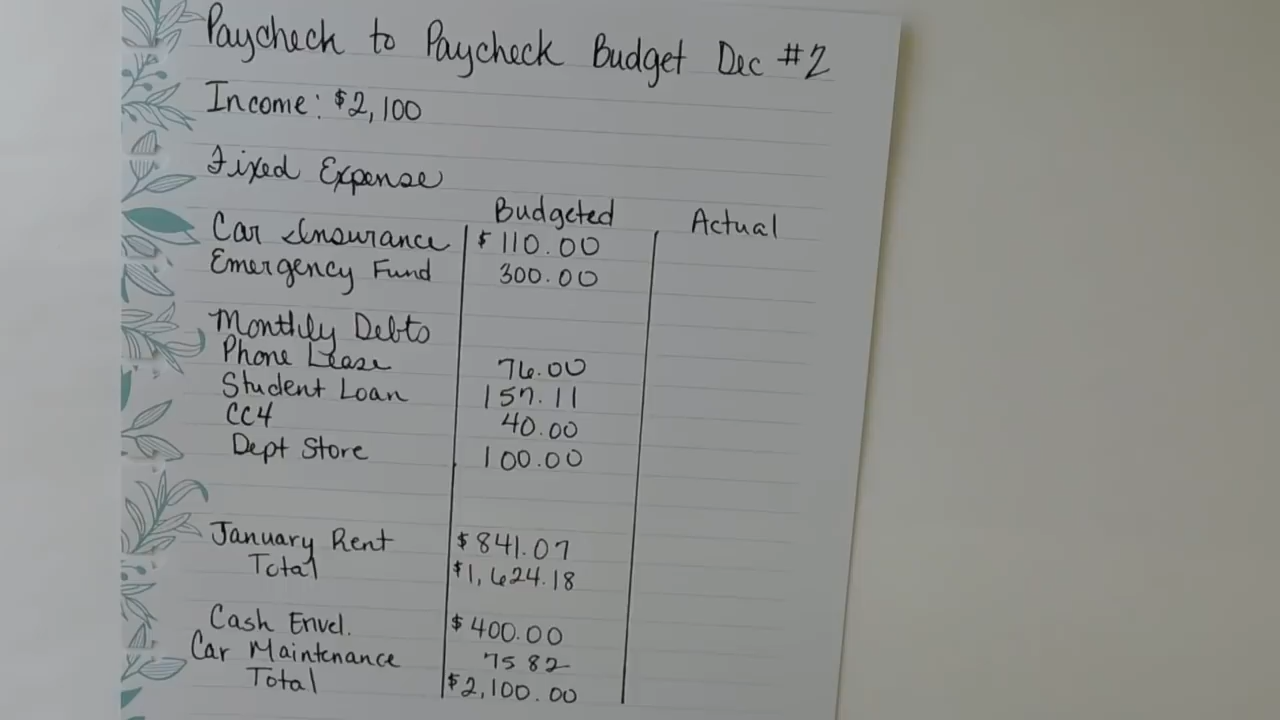 Paycheck to Paycheck Budget Dec #2
Income: $2,100
Fixed Expense
Budgeted Actual
Car Insurance $110.00
Emergency Fund 300.00
Monthly Debts
Phone Lease 76.00
Student Loan 157.11
CC4 40.00
Dept Store 100.00
January Rent $841.07
Total $1,624.18
Cash Envel. $400.00
Car Maintenance 75 82
Total $2,100.00